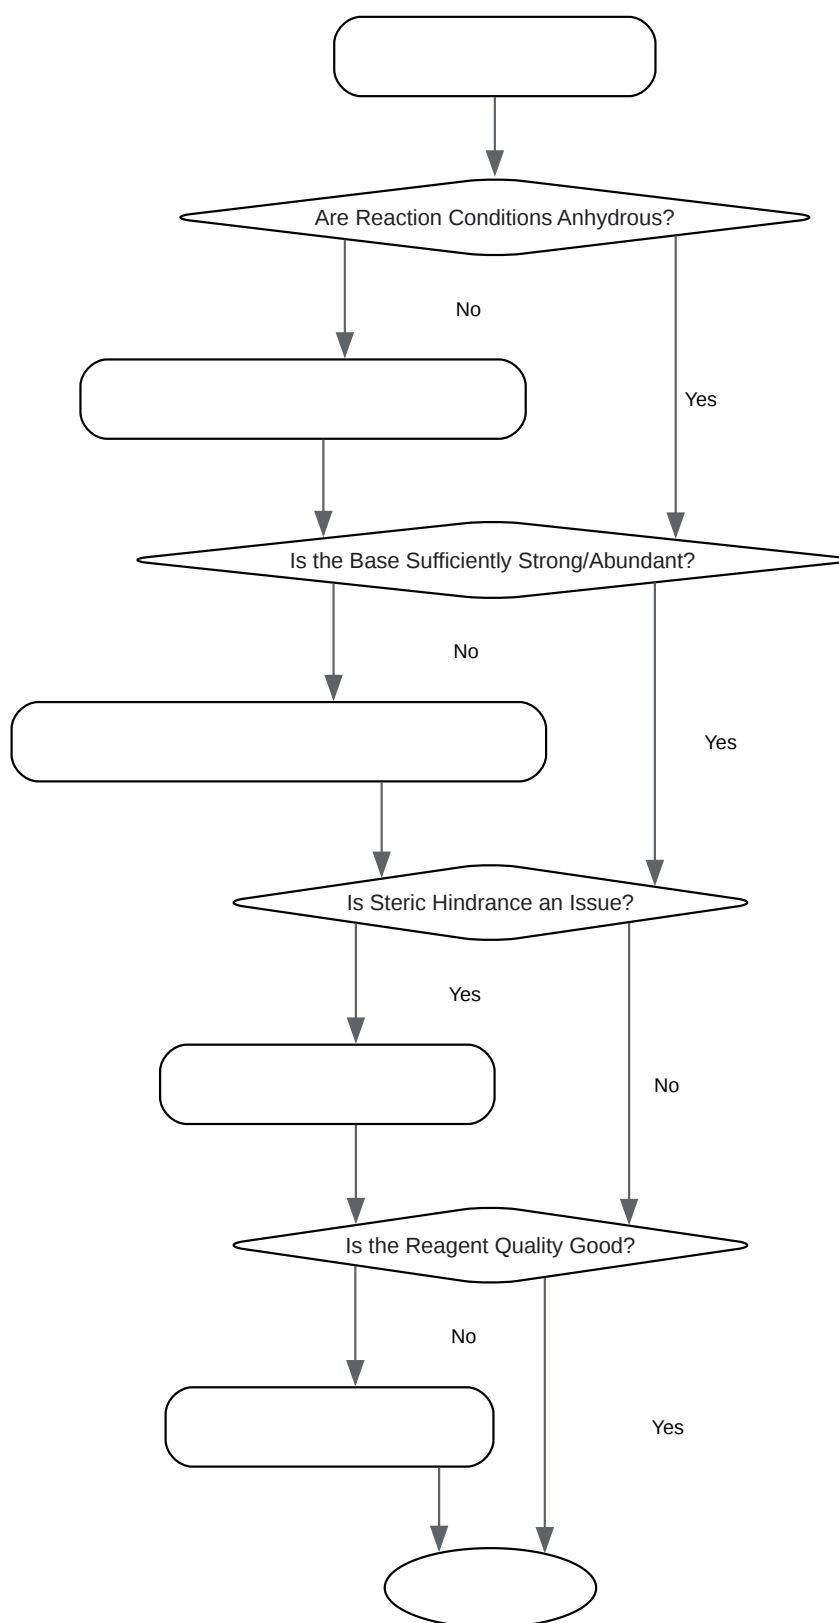 Are Reaction Conditions Anhydrous?
No
Yes
Is the Base Sufficiently Strong/Abundant?
No
Yes
Is Steric Hindrance an Issue?
Yes
No
Is the Reagent Quality Good?
No
Yes